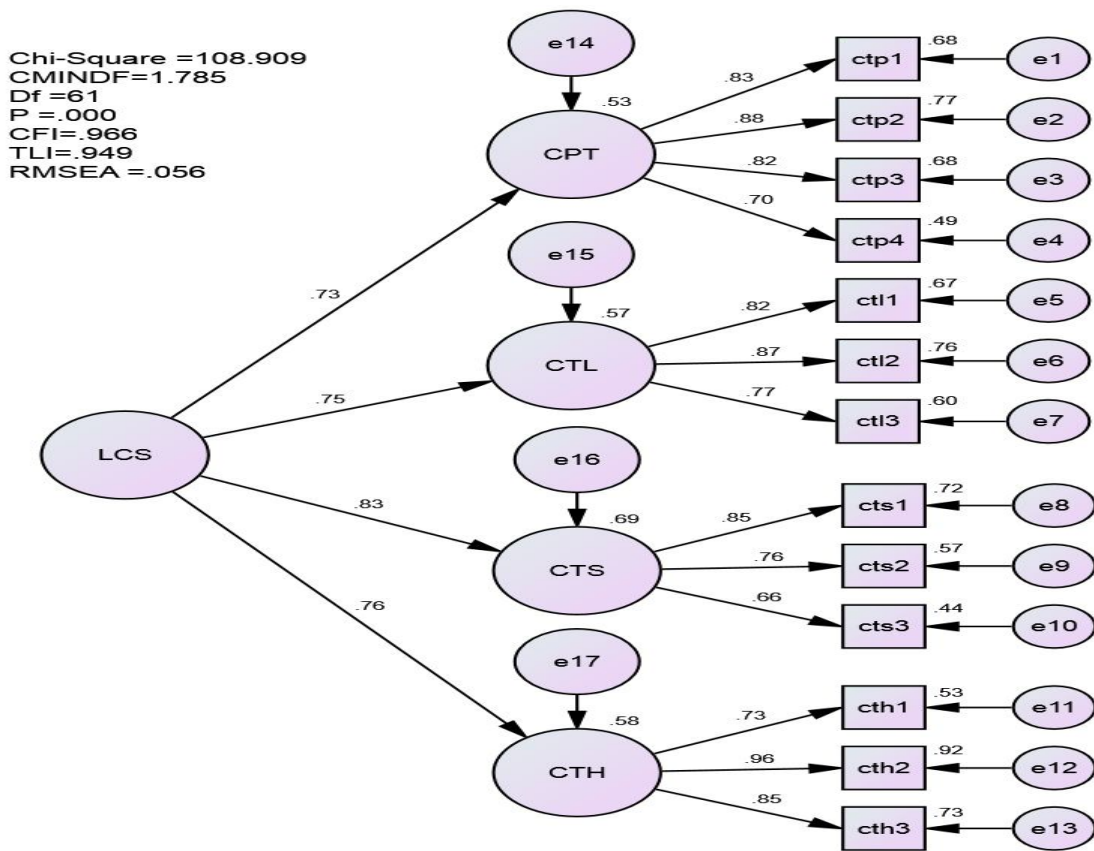 Chi-Square =108.909
CMINDF=1.785
Df =61
P =.000
CFI=.966
TLI=.949
RMSEA =.056
e14
.53
CPT
.83
.88
.82
.70
ctp1
.68
e1
ctp2
.77
e2
ctp3
.68
e3
ctp4
.49
e4
.73
e15
.57
CTL
.82
.87
.77
ctl1
.67
e5
ctl2
.76
e6
ctl3
.60
e7
LCS
.75
e16
.69
CTS
.85
.76
.66
cts1
.72
e8
cts2
.57
e9
cts3
.44
e10
.83
.76
e17
.58
CTH
.73
.96
.85
cth1
.53
e11
cth2
.92
e12
cth3
.73
e13